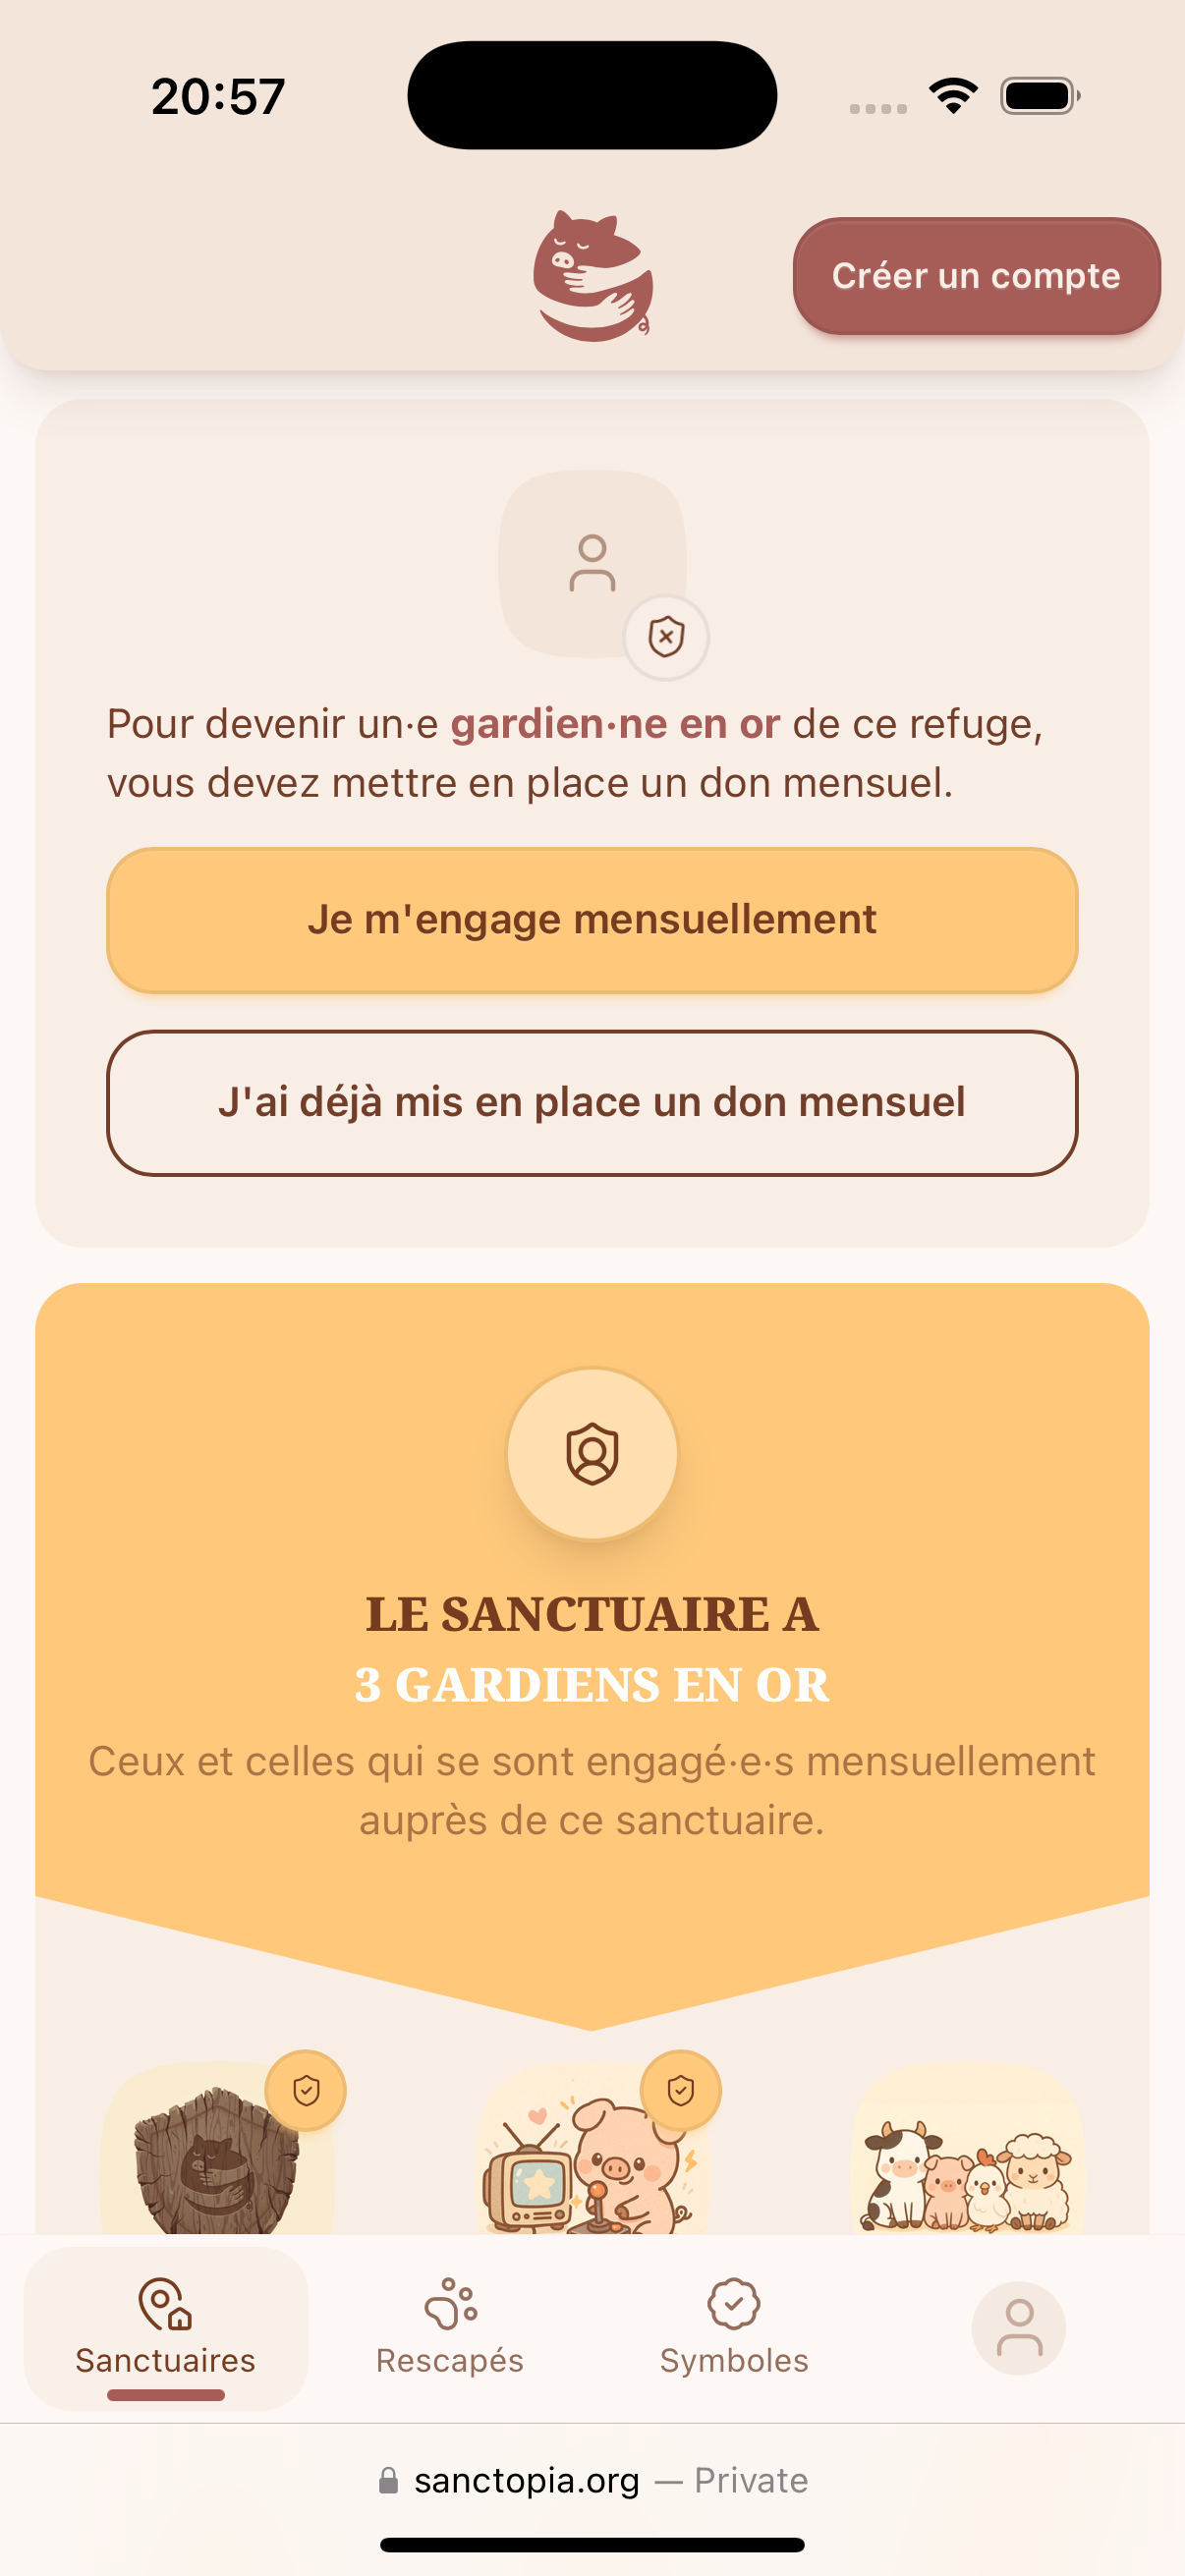 20:57
Créer un compte
Pour devenir un·e gardien·ne en or de ce refuge,
vous devez mettre en place un don mensuel.
Je m'engage mensuellement
J'ai déjà mis en place un don mensuel
LE SANCTUAIRE A
3 GARDIENS EN OR
Ceux et celles qui se sont engagé·e·s mensuellement
auprès de ce sanctuaire.
Sanctuaires
Rescapés
Symboles
sanctopia.org — Private